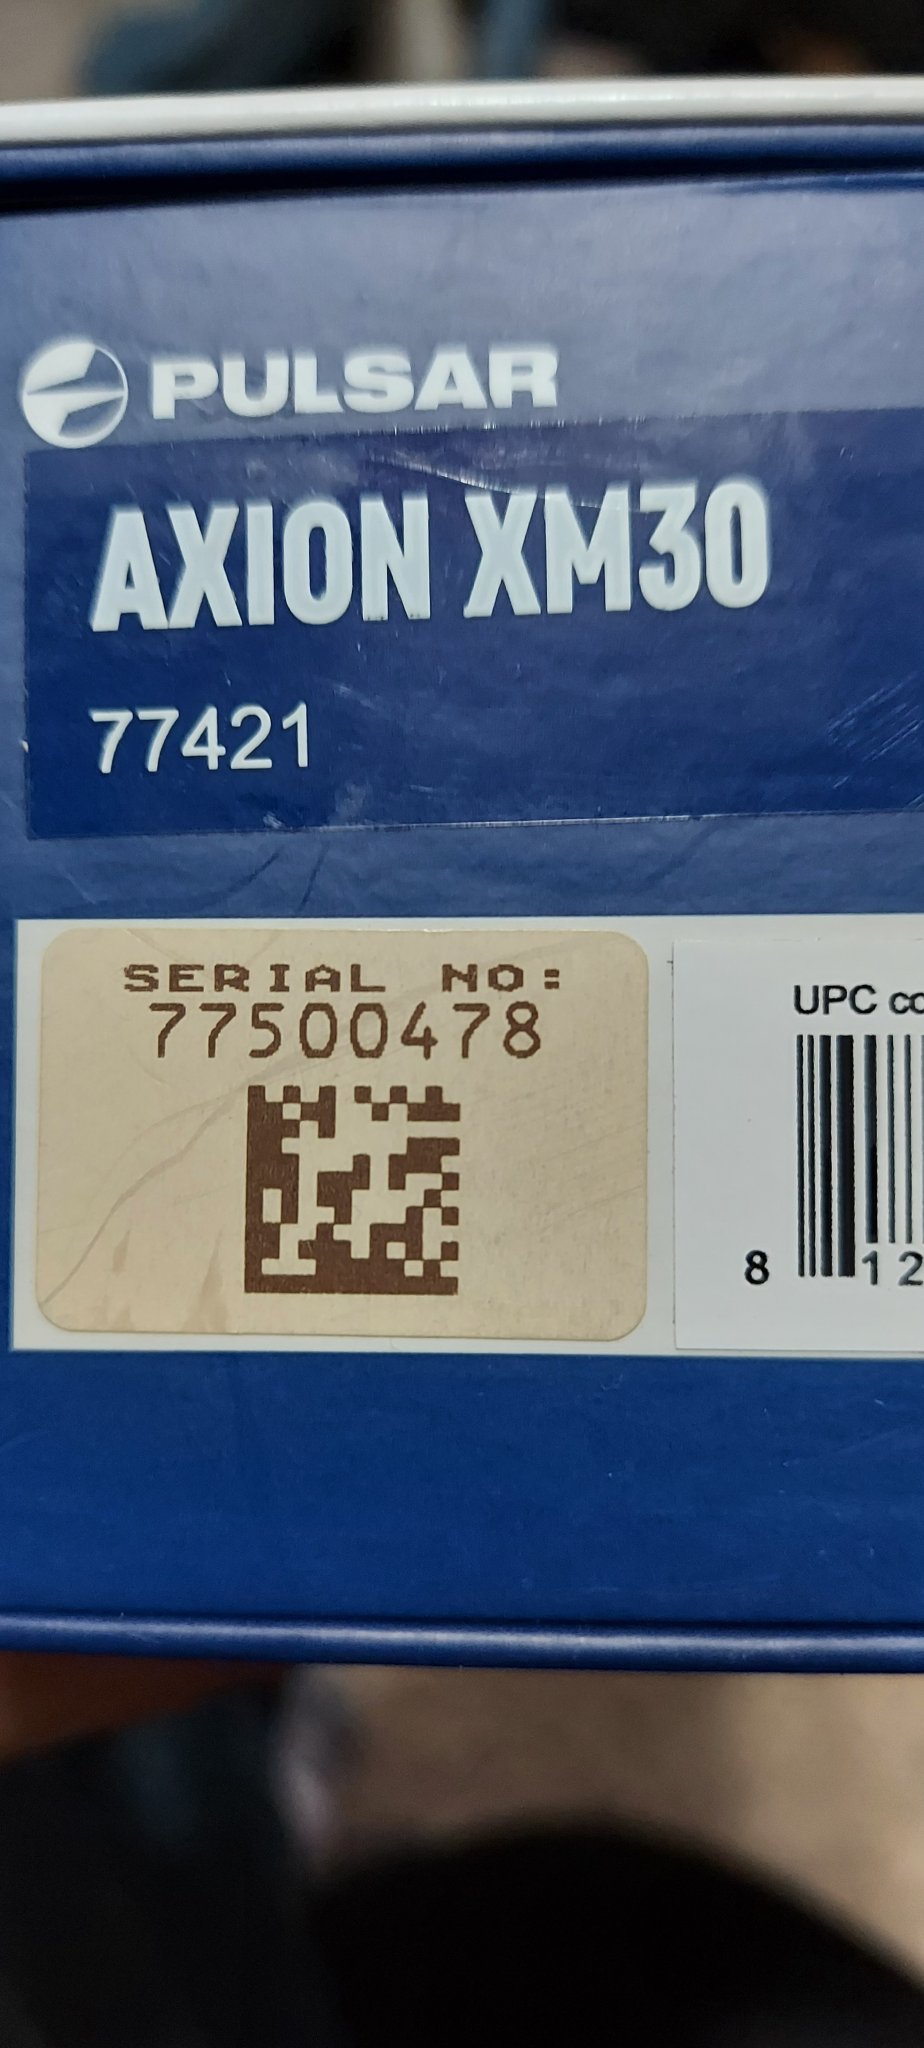 PULSAR
AXION XM30
77421
SERIAL NO:
77500478
UPC
8 12